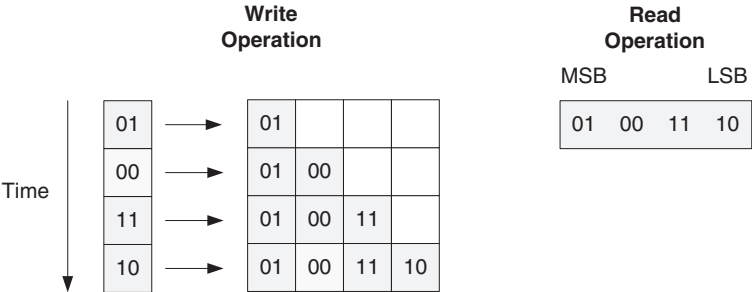 Write
Operation
Read
Operation
MSB LSB
01 00 11 10
Time
01 01
00 01 00
11 01 00 11
10 01 00 11 10